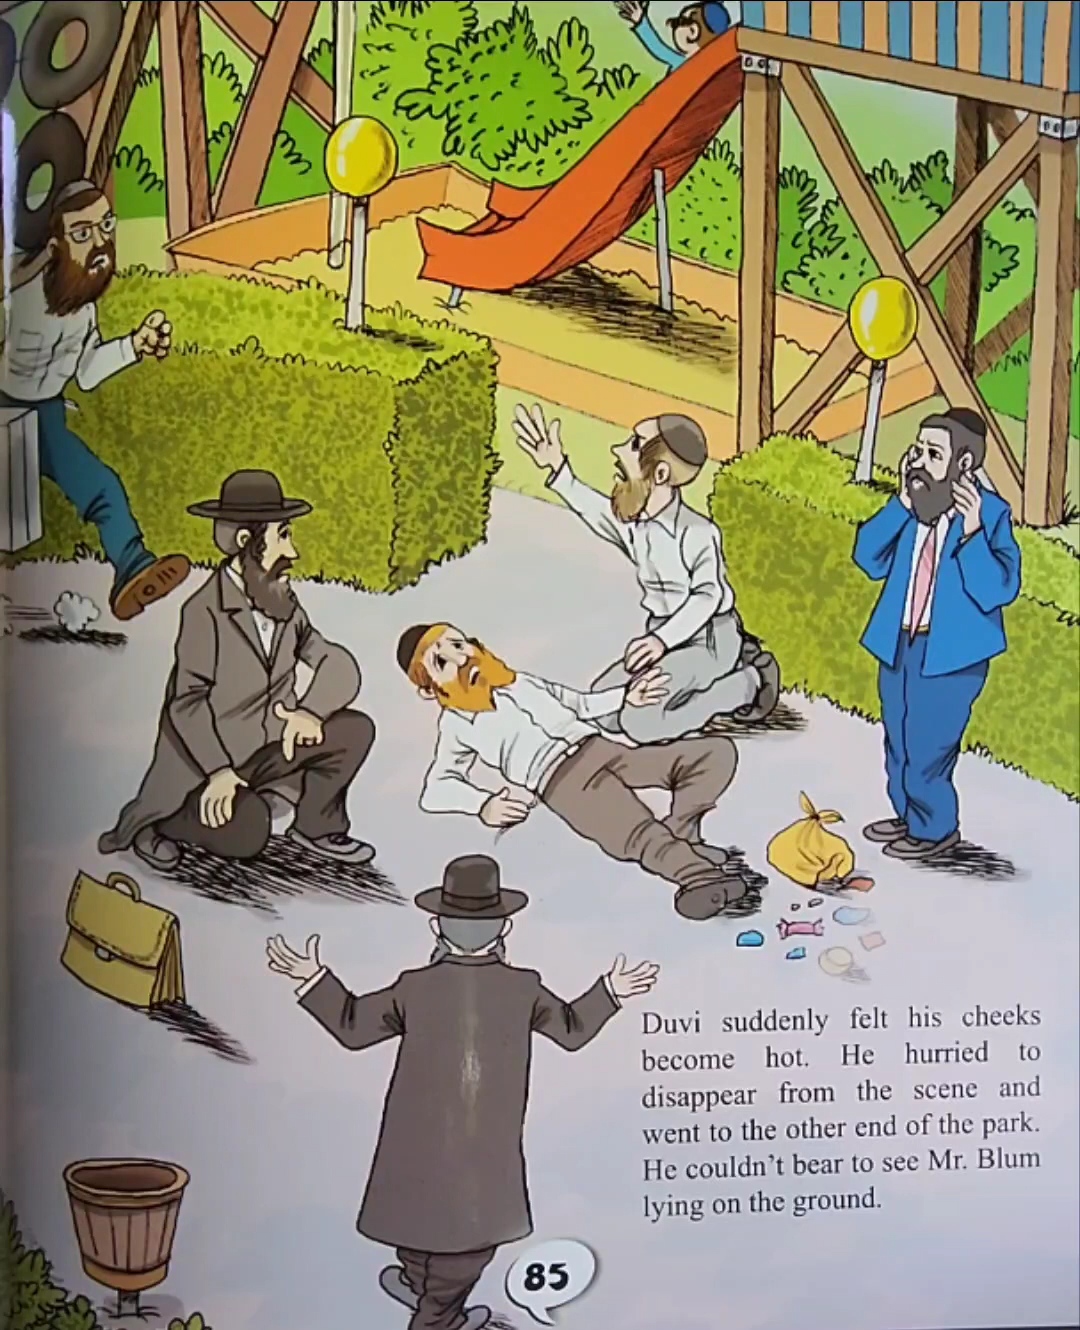 Duvi suddenly felt his cheeks
become hot. He hurried to
disappear from the scene and
went to the other end of the park.
He couldn't bear to see Mr. Blum
lying on the ground.
85